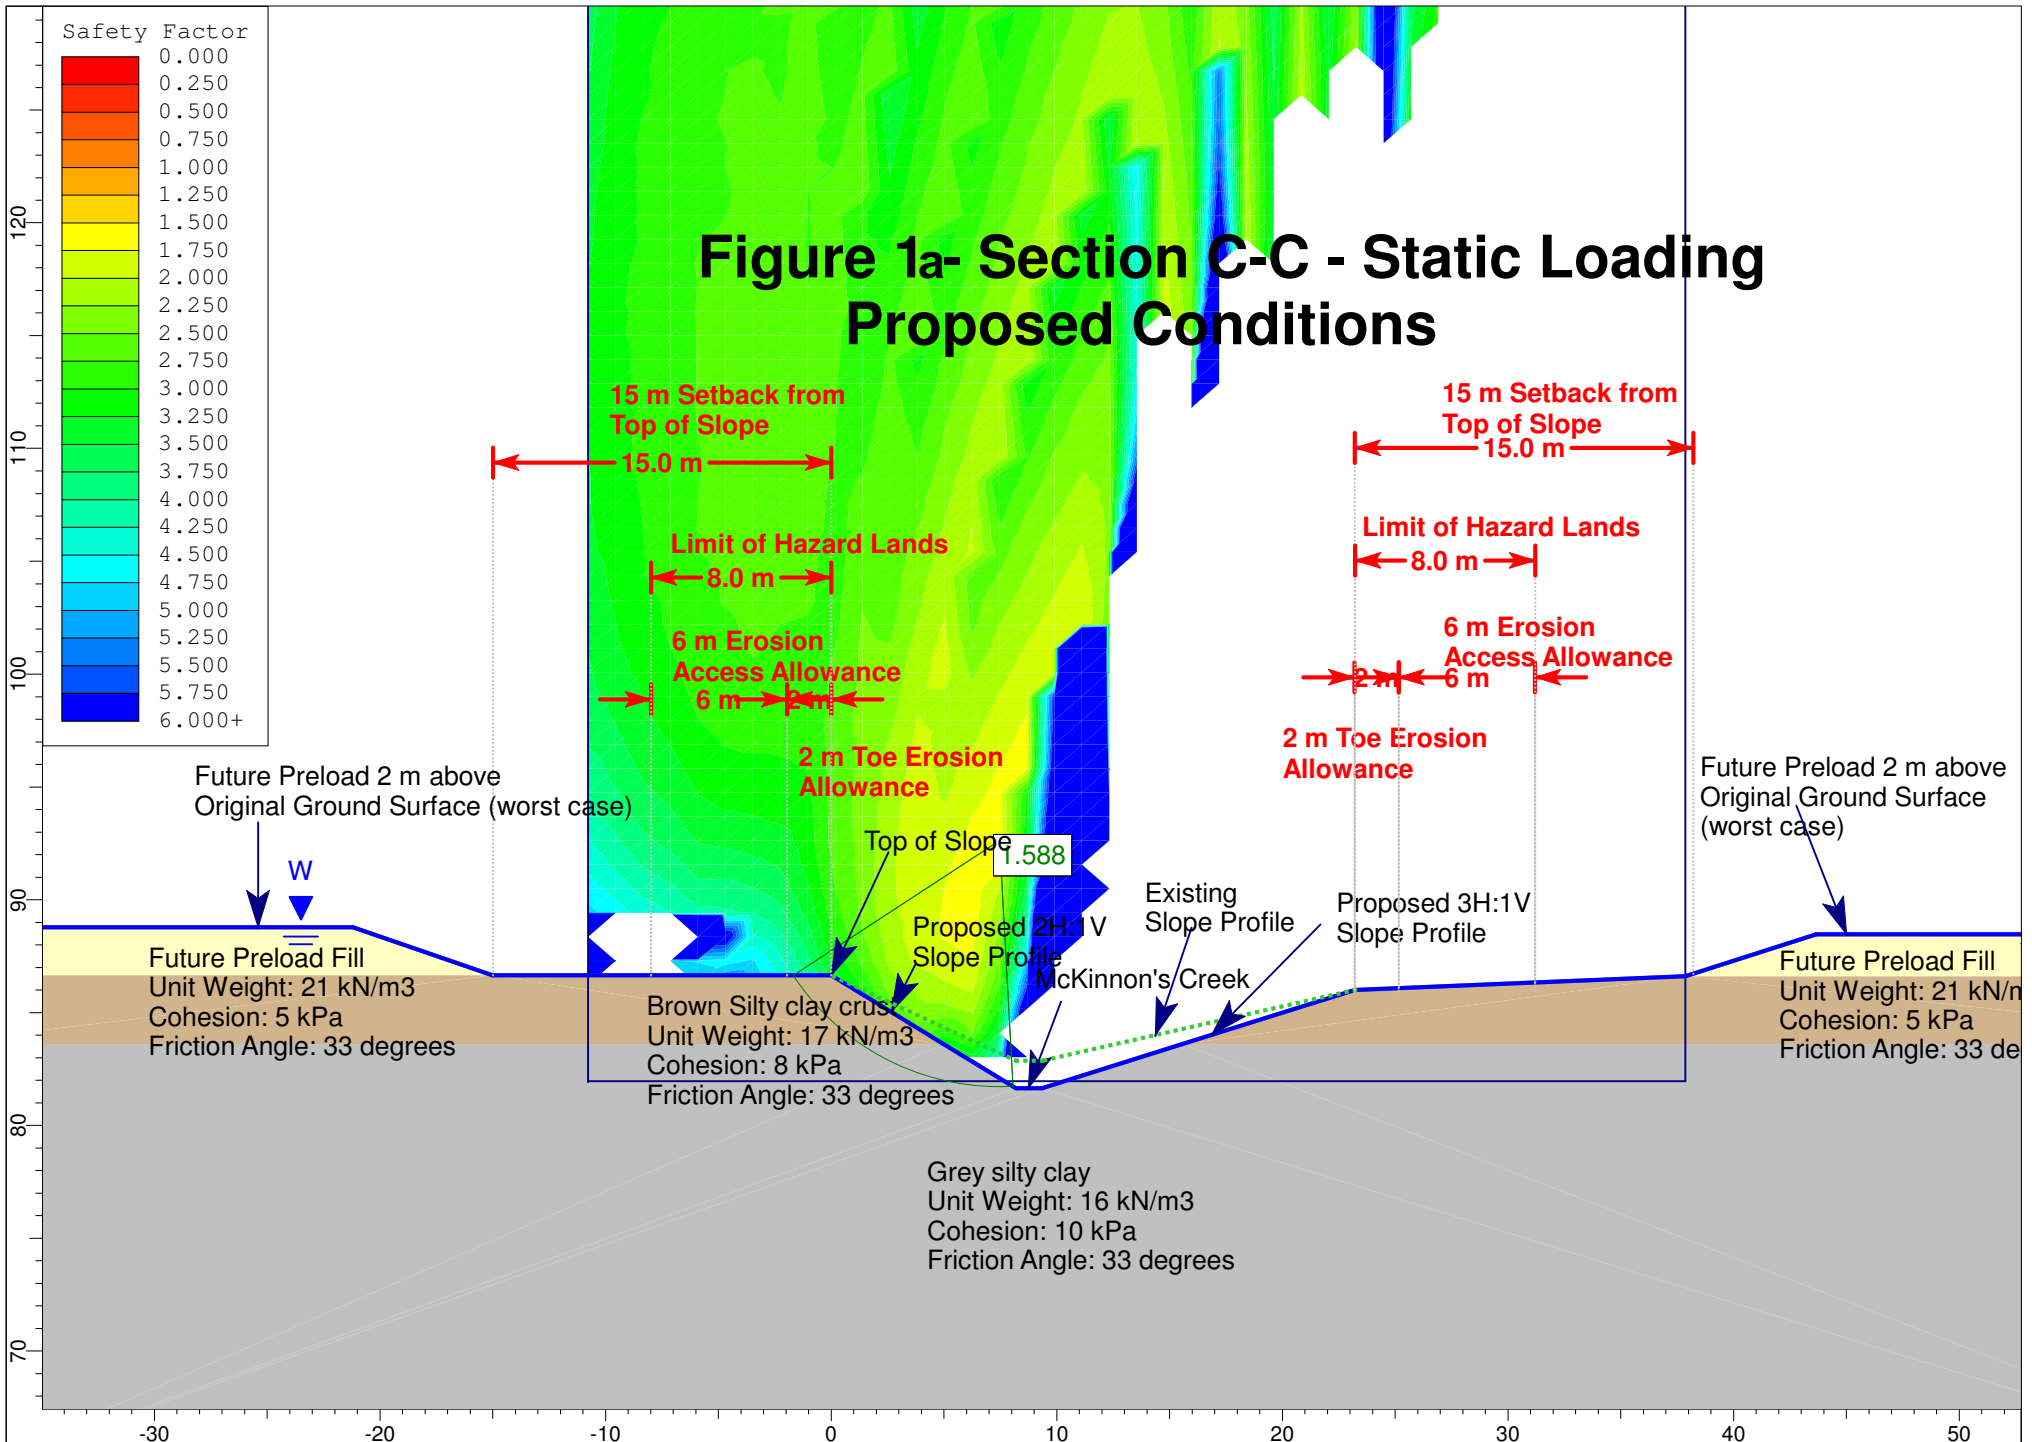 Safety Factor
0.000
0.250
0.500
0.750
1.000
1.250
1.500
1.750
2.000
2.250
2.500
2.750
3.000
3.250
3.500
3.750
4.000
4.250
4.500
4.750
5.000
5.250
5.500
5.750
6.000+
Figure 1a- Section C-C - Static Loading
Proposed Conditions
15 m Setback from
Top of Slope
15.0 m
15 m Setback from
Top of Slope
15.0 m
Limit of Hazard Lands
8.0 m
Limit of Hazard Lands
8.0 m
6 m Erosion
Access Allowance
6 m
2 m
6 m Erosion
Access Allowance
2 m
6 m
2 m Toe Erosion
Allowance
2 m Toe Erosion
Allowance
Future Preload 2 m above
Original Ground Surface (worst case)
Future Preload 2 m above
Original Ground Surface
(worst case)
W
Top of Slope
1.588
Existing
Slope Profile
Proposed 3H:1V
Slope Profile
Proposed 2H:1V
Slope Profile
McKinnon's Creek
Future Preload Fill
Unit Weight: 21 kN/m3
Cohesion: 5 kPa
Friction Angle: 33 degrees
Brown Silty clay crust
Unit Weight: 17 kN/m3
Cohesion: 8 kPa
Friction Angle: 33 degrees
Future Preload Fill
Unit Weight: 21 kN/m
Cohesion: 5 kPa
Friction Angle: 33 de
Grey silty clay
Unit Weight: 16 kN/m3
Cohesion: 10 kPa
Friction Angle: 33 degrees
120
110
100
90
80
70
-30
-20
-10
0
10
20
30
40
50